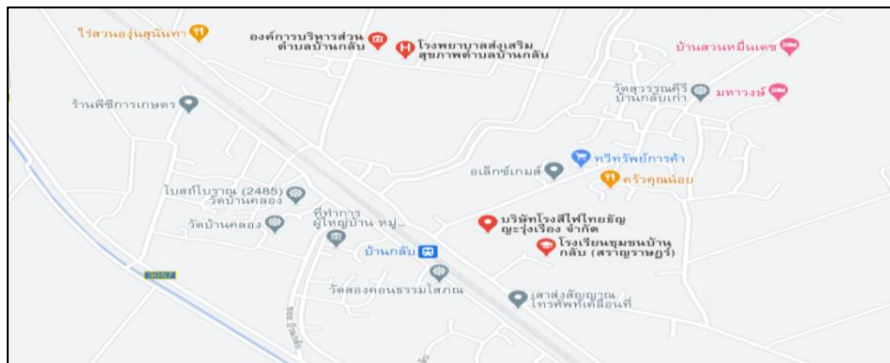 ไร่สวนองุ่นสุนันทา
องค์การบริหารส่วน
ตำบลบ้านกลับ
โรงพยาบาลส่งเสริม
สุขภาพตำบลบ้านกลับ
บ้านสวนหมื่นเดช
ร้านพีซีการเกษตร
วัดสุวรรณคีรี
บ้านกลับเก่า
มหาวงษ์
อเล็กซ์เกมส์
ทวีทรัพย์การค้า
ครัวคุณน้อย
โบสถ์โบราณ (2485)
วัดบ้านคลอง
วัดบ้านคลอง
ที่ทำการ
ผู้ใหญ่บ้าน หมู่...
บริษัทโรงสีไฟไทยธัญ
ญะรุ่งเรือง จำกัด
บ้านกลับ
โรงเรียนชุมชนบ้าน
กลับ (สราญราษฎร์)
3057
วัดสองคอนธรรมโสภณ
เสาส่งสัญญาณ
โทรศัพท์เคลื่อนที่
ซอย บ้านกลับ